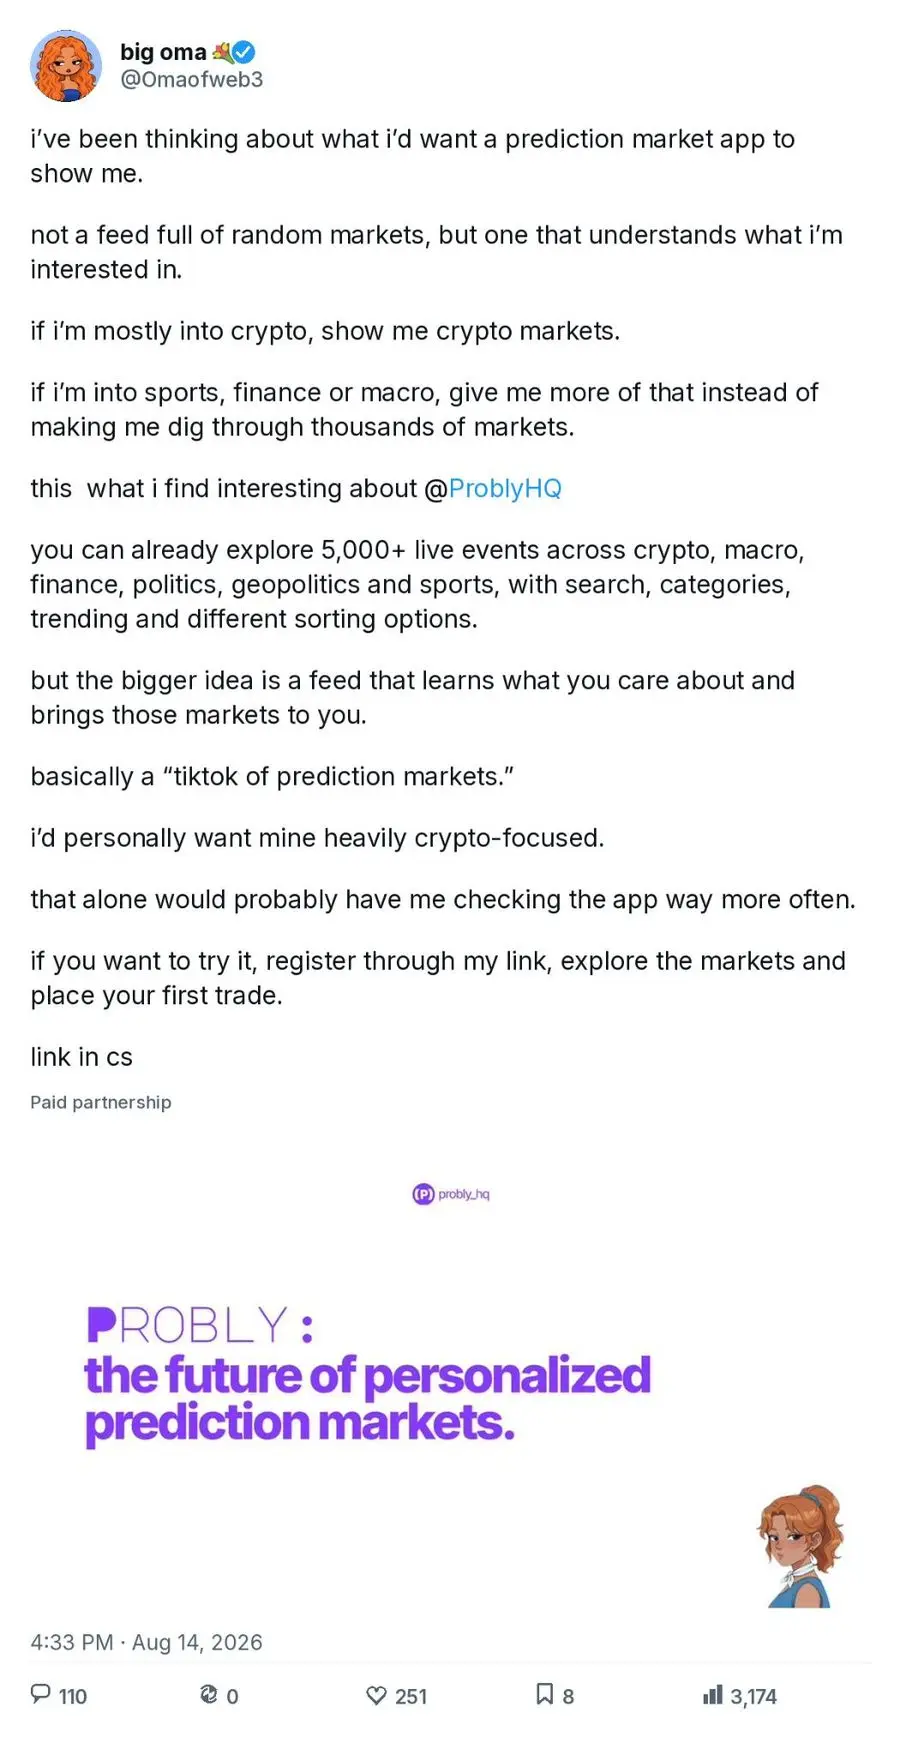 big oma
@Omaofweb3
i’ve been thinking about what i’d want a prediction market app to
show me.
not a feed full of random markets, but one that understands what i’m
interested in.
if i’m mostly into crypto, show me crypto markets.
if i’m into sports, finance or macro, give me more of that instead of
making me dig through thousands of markets.
this  what i find interesting about @ProblyHQ
you can already explore 5,000+ live events across crypto, macro,
finance, politics, geopolitics and sports, with search, categories,
trending and different sorting options.
but the bigger idea is a feed that learns what you care about and
brings those markets to you.
basically a “tiktok of prediction markets.”
i’d personally want mine heavily crypto-focused.
that alone would probably have me checking the app way more often.
if you want to try it, register through my link, explore the markets and
place your first trade.
link in cs
Paid partnership
(P) probly_hq
PROBLY :
the future of personalized
prediction markets.
4:33 PM · Aug 14, 2026
110 0 251 8 3,174